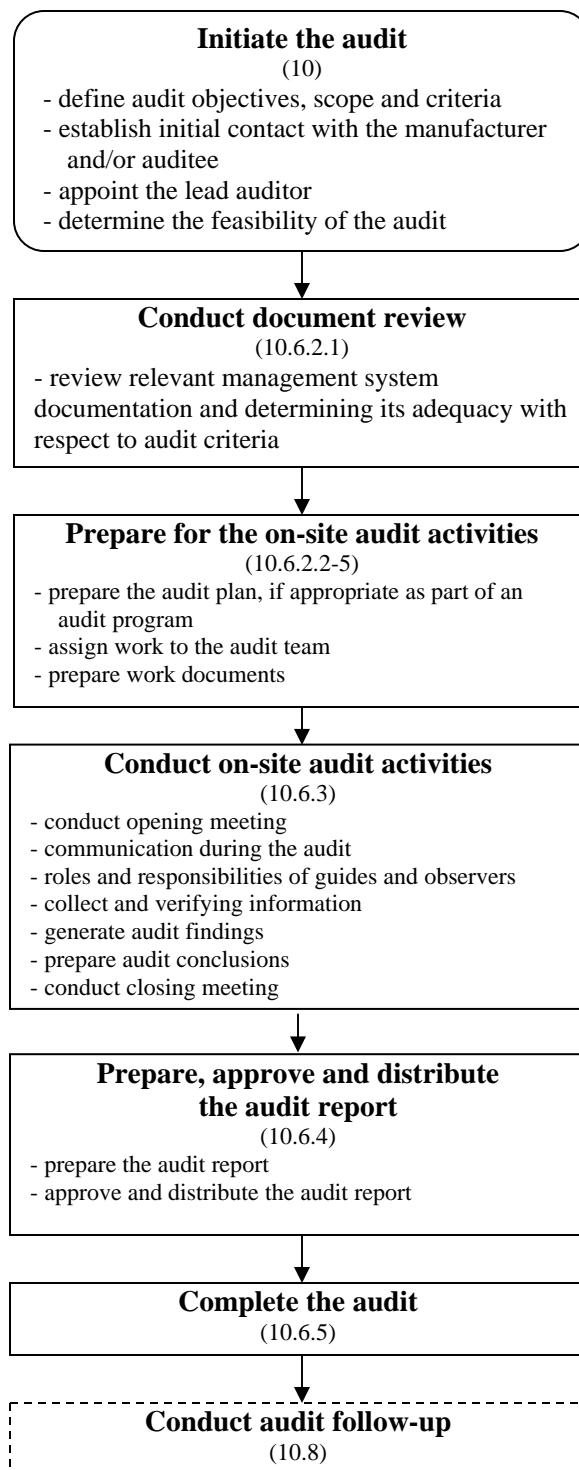 Initiate the audit
(10)
- define audit objectives, scope and criteria
- establish initial contact with the manufacturer
and/or auditee
- appoint the lead auditor
- determine the feasibility of the audit
Conduct document review
(10.6.2.1)
- review relevant management system
documentation and determining its adequacy with
respect to audit criteria
Prepare for the on-site audit activities
(10.6.2.2-5)
- prepare the audit plan, if appropriate as part of an
audit program
- assign work to the audit team
- prepare work documents
Conduct on-site audit activities
(10.6.3)
- conduct opening meeting
- communication during the audit
- roles and responsibilities of guides and observers
- collect and verifying information
- generate audit findings
- prepare audit conclusions
- conduct closing meeting
Prepare, approve and distribute
the audit report
(10.6.4)
- prepare the audit report
- approve and distribute the audit report
Complete the audit
(10.6.5)
Conduct audit follow-up
(10.8)